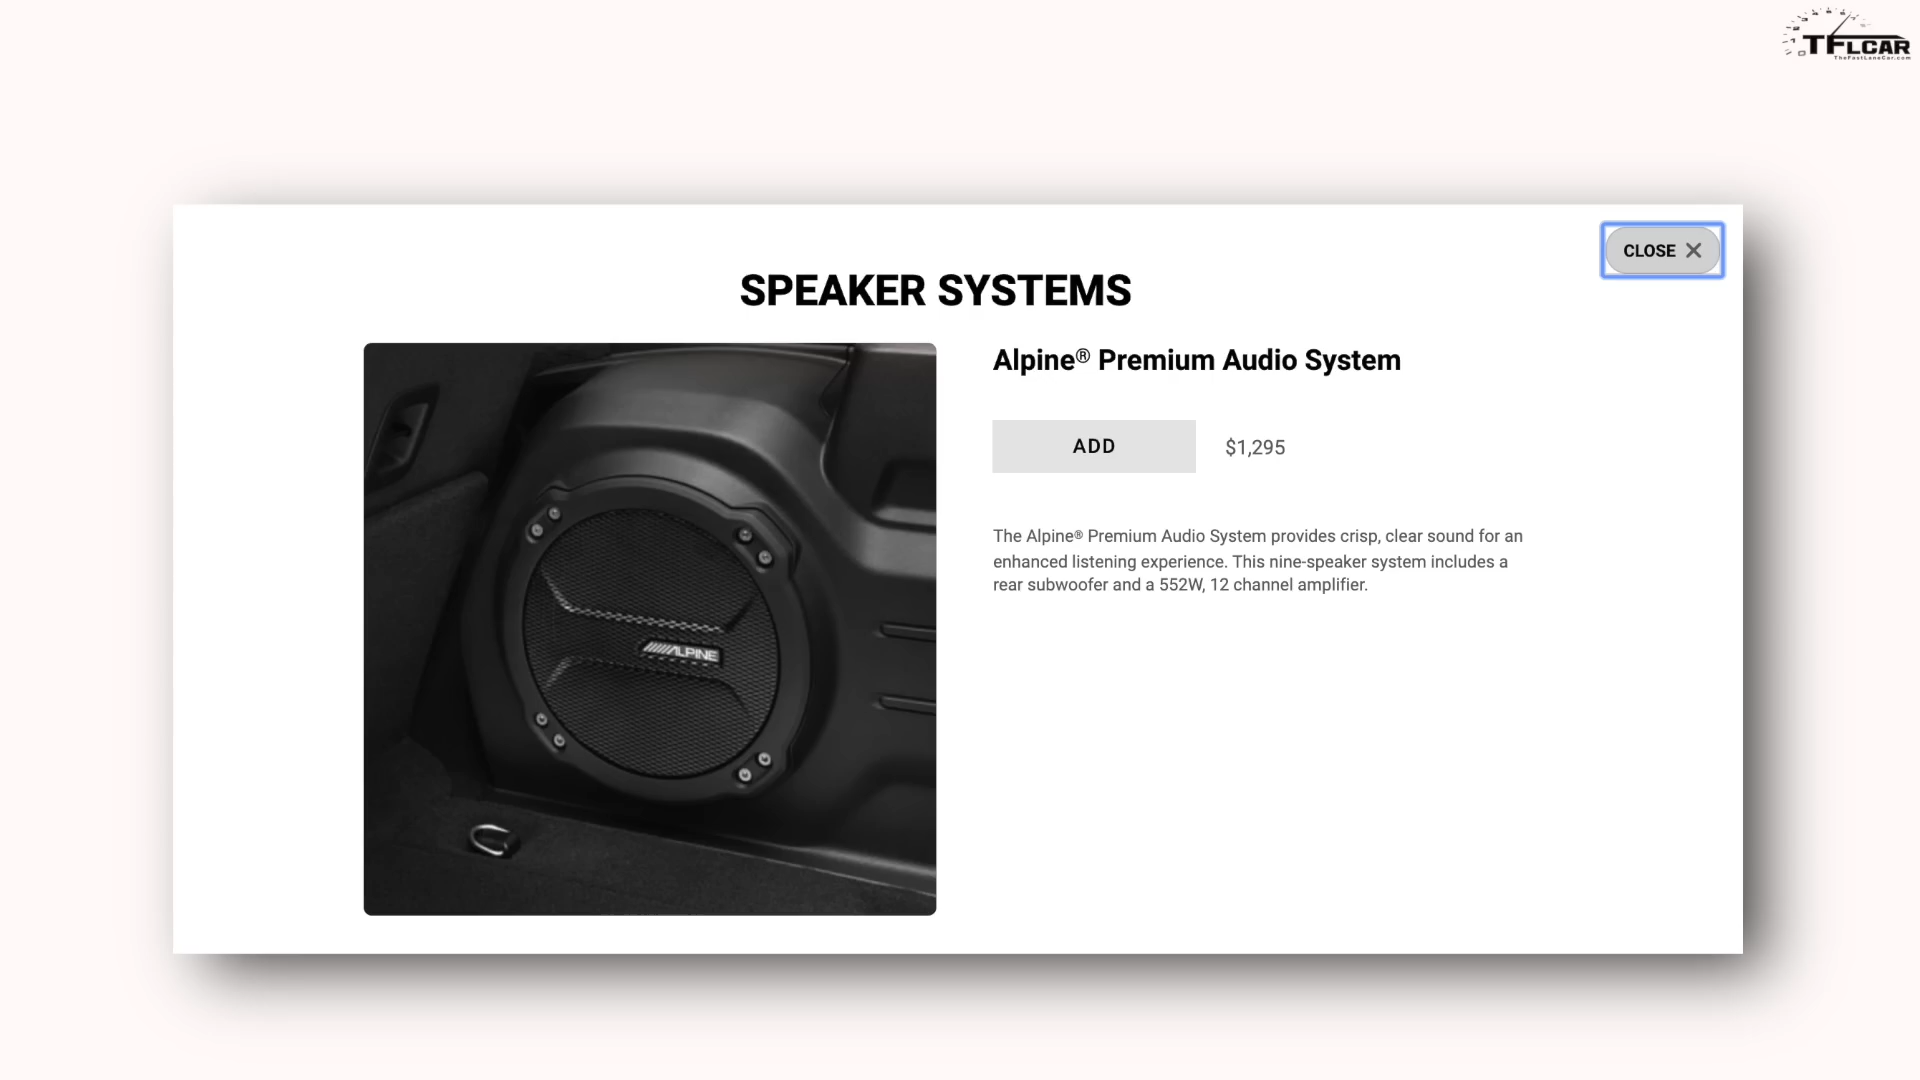 TFLCAR
TheFastLaneCar.com
CLOSE
SPEAKER SYSTEMS
Alpine® Premium Audio System
ADD
$1,295
The Alpine® Premium Audio System provides crisp, clear sound for an
enhanced listening experience. This nine-speaker system includes a
rear subwoofer and a 552W, 12 channel amplifier.
ALPINE